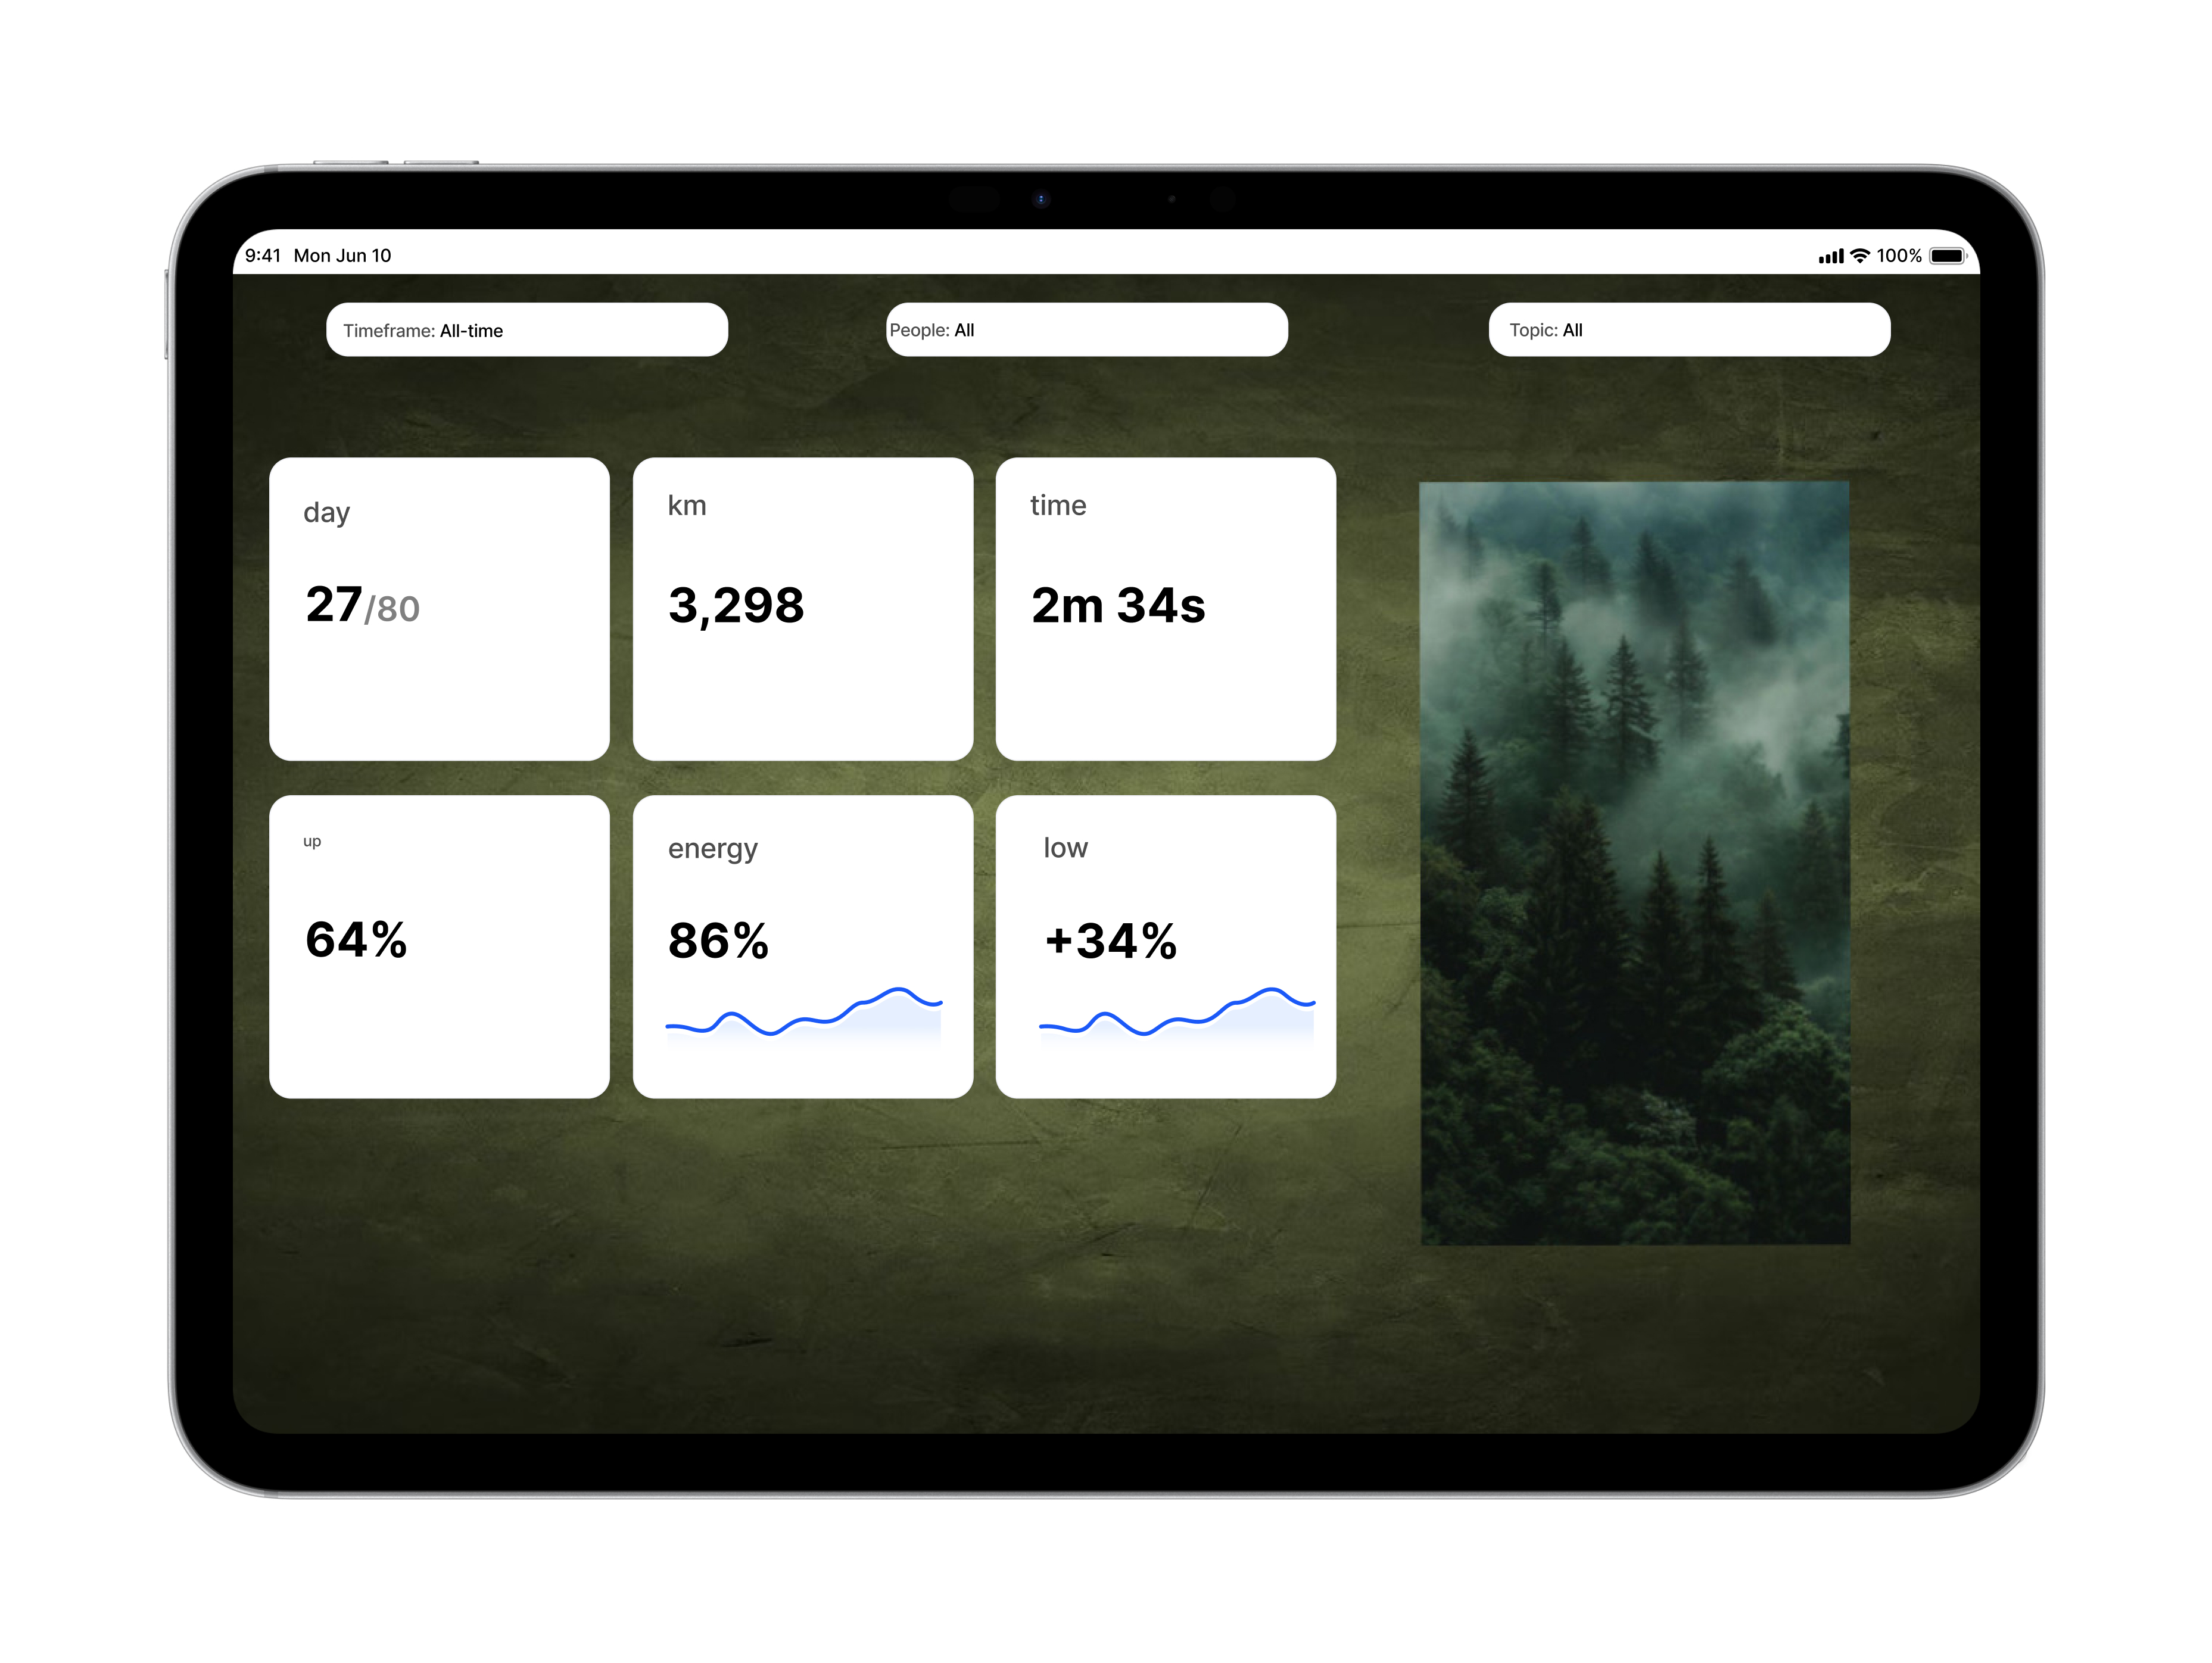 9:41 Mon Jun 10
100%
Timeframe: All-time
People: All
Topic: All
day
27/80
km
3,298
time
2m 34s
up
64%
energy
86%
low
+34%